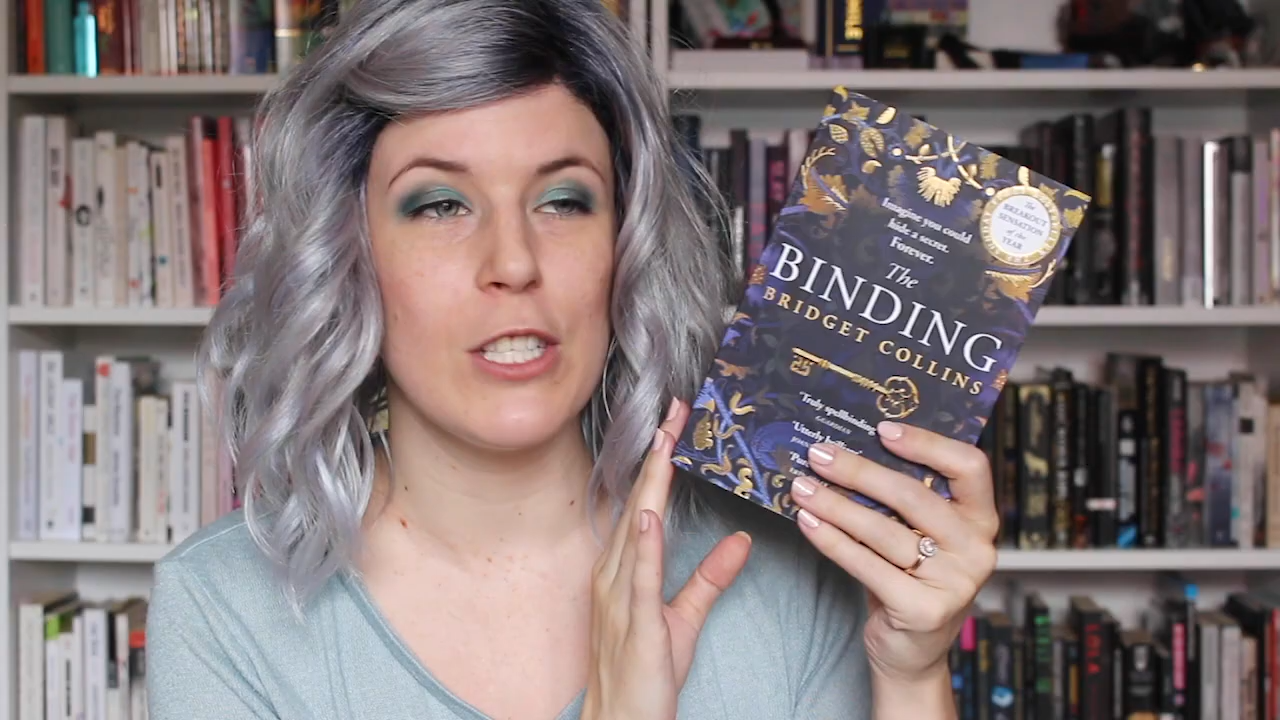 Imagine you could
hide a secret.
Forever.
The
BREAKOUT
SENSATION
of the
YEAR
The
BINDING
BRIDGET COLLINS
'Truly spellbinding'
GUARDIAN
'Utterly brilliant'